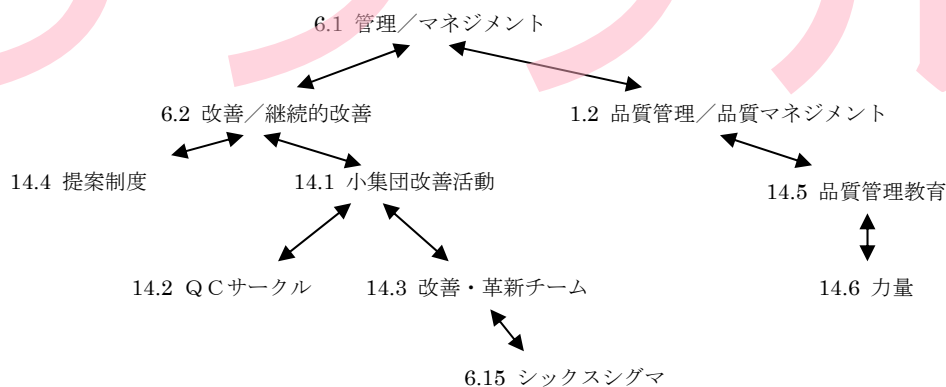 6.1 管理／マネジメント
6.2 改善／継続的改善
1.2 品質管理／品質マネジメント
14.4 提案制度
14.1 小集団改善活動
14.5 品質管理教育
14.2 ＱＣサークル
14.3 改善・革新チーム
14.6 力量
6.15 シックスシグマ